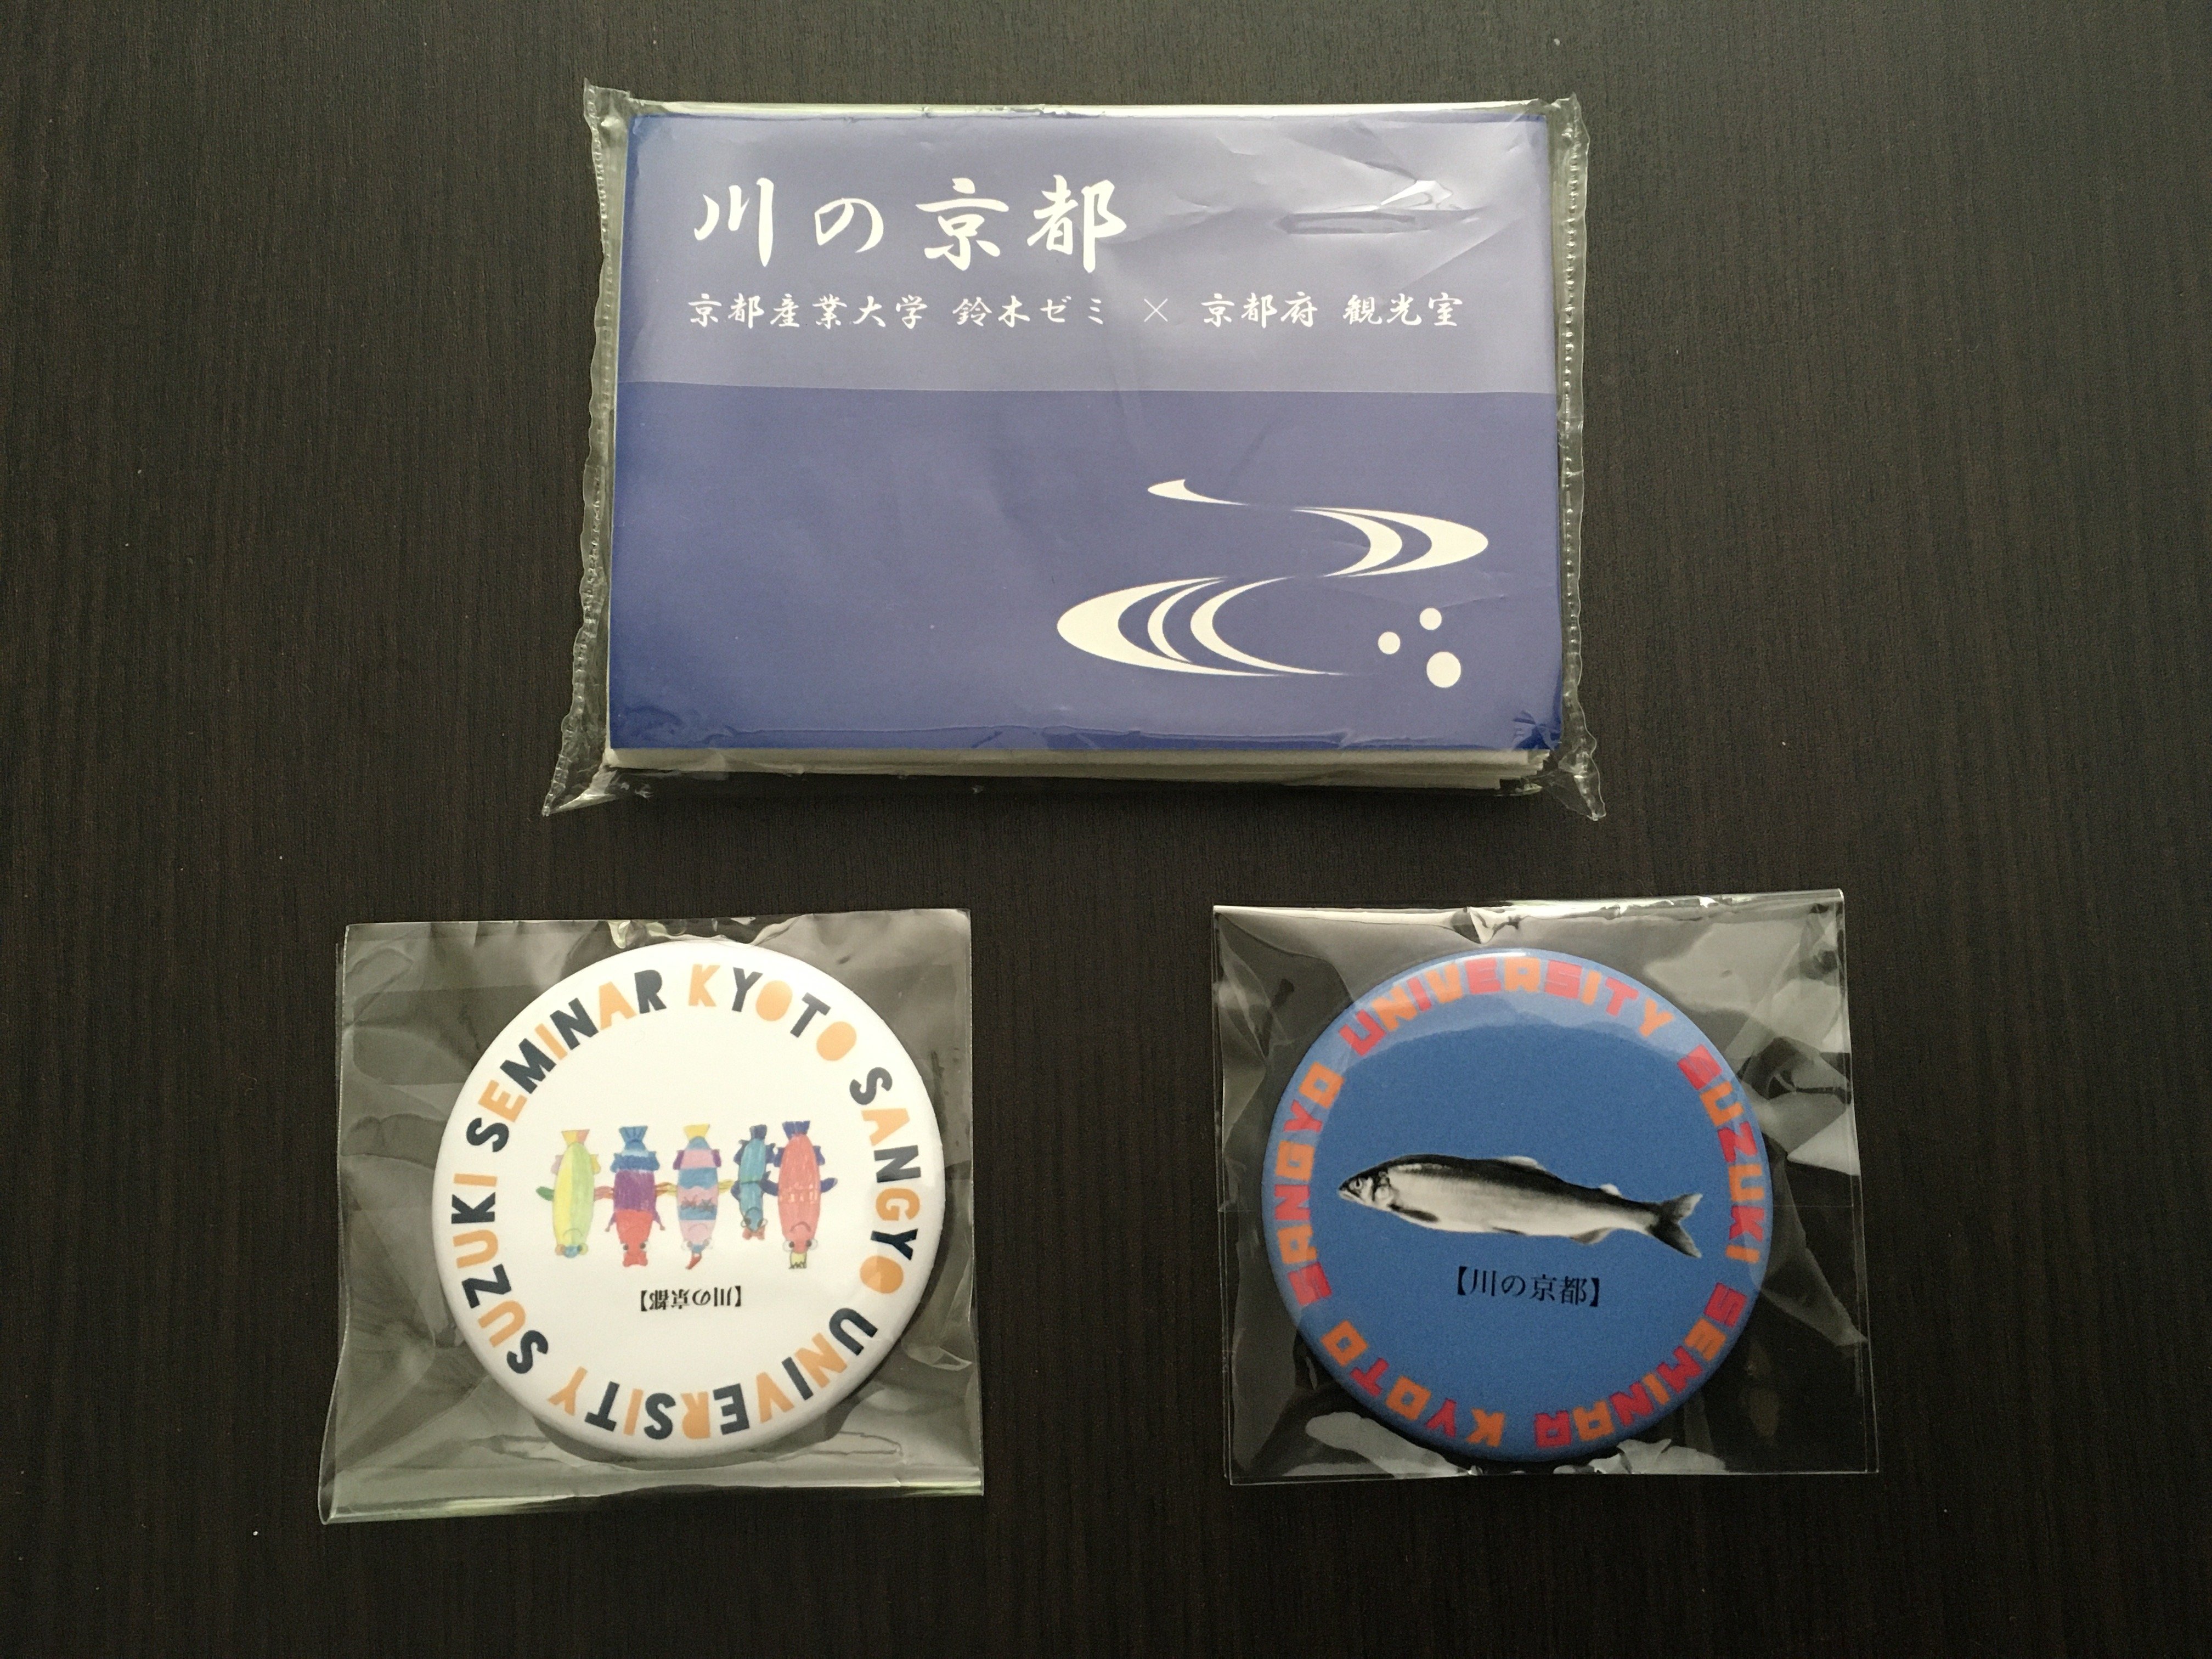 川の京都
京都産業大学 鈴木ゼミ × 京都府 観光室
SUZUKI SEMINAR KYOTO SANGYO UNIVERSITY
【川の京都】
KYOTO SANGYO UNIVERSITY SUZUKI SEMINAR
【川の京都】